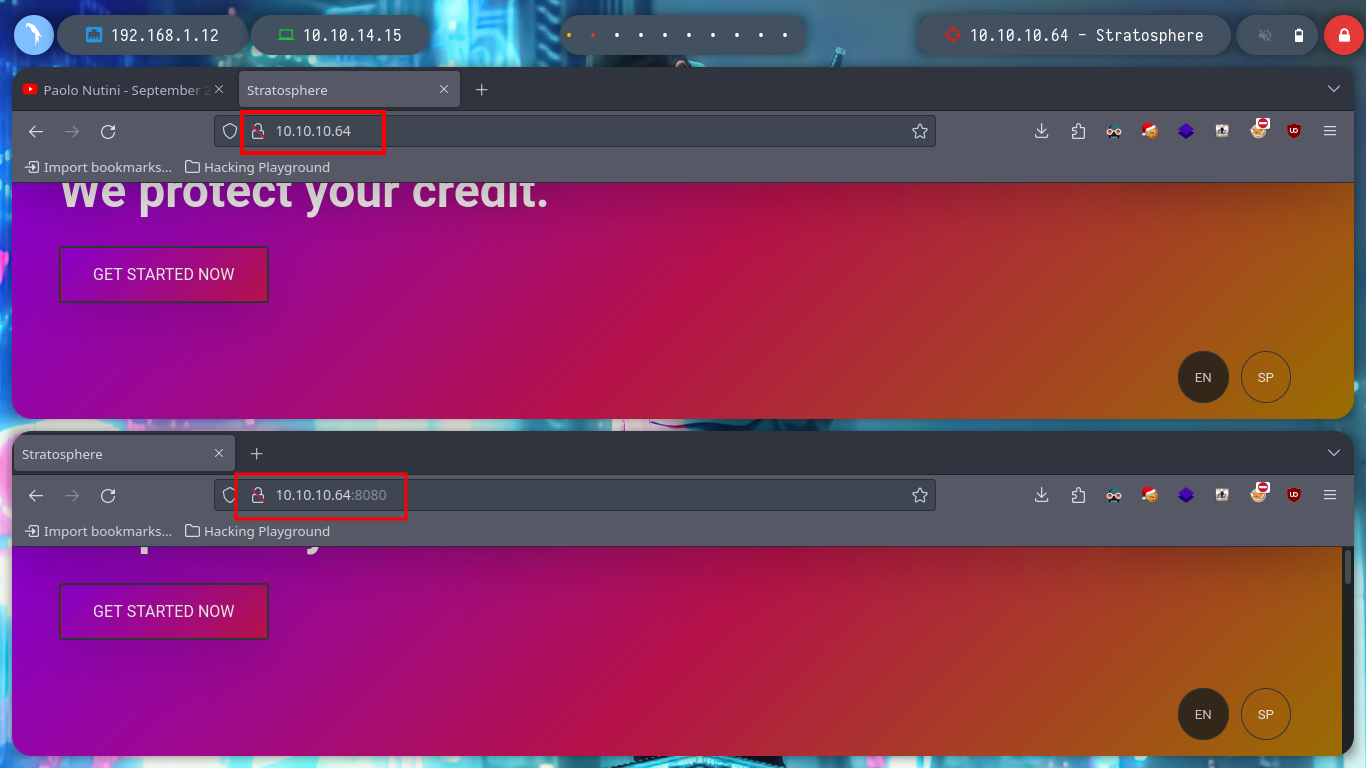 192.168.1.12
10.10.14.15
10.10.10.64 - Stratosphere
Paolo Nutini - September 2
Stratosphere
10.10.10.64
Import bookmarks...
Hacking Playground
We protect your credit.
GET STARTED NOW
EN
SP
Stratosphere
10.10.10.64:8080
Import bookmarks...
Hacking Playground
GET STARTED NOW
EN
SP